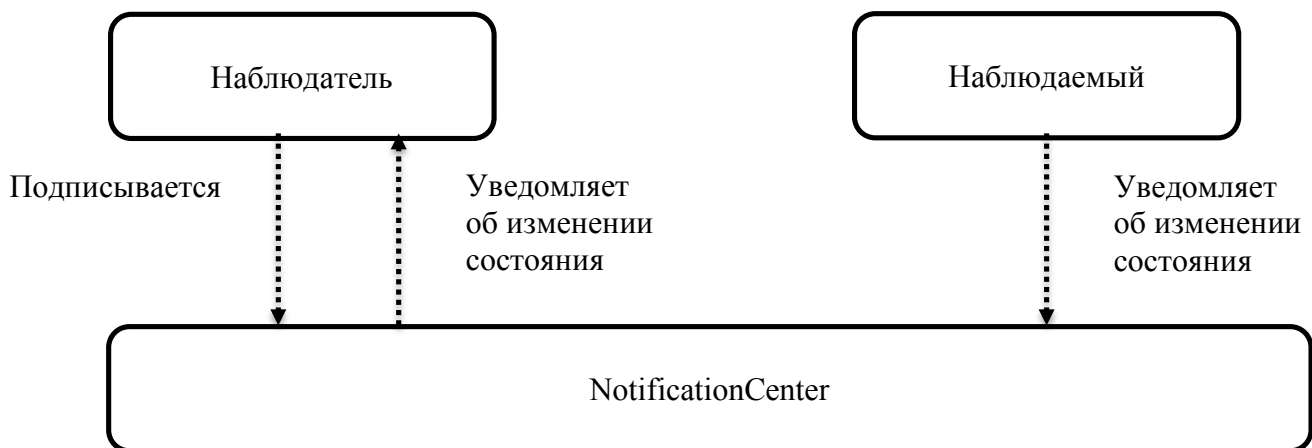 Наблюдатель
Наблюдаемый
Подписывается
Уведомляет
об изменении
состояния
Уведомляет
об изменении
состояния
NotificationCenter